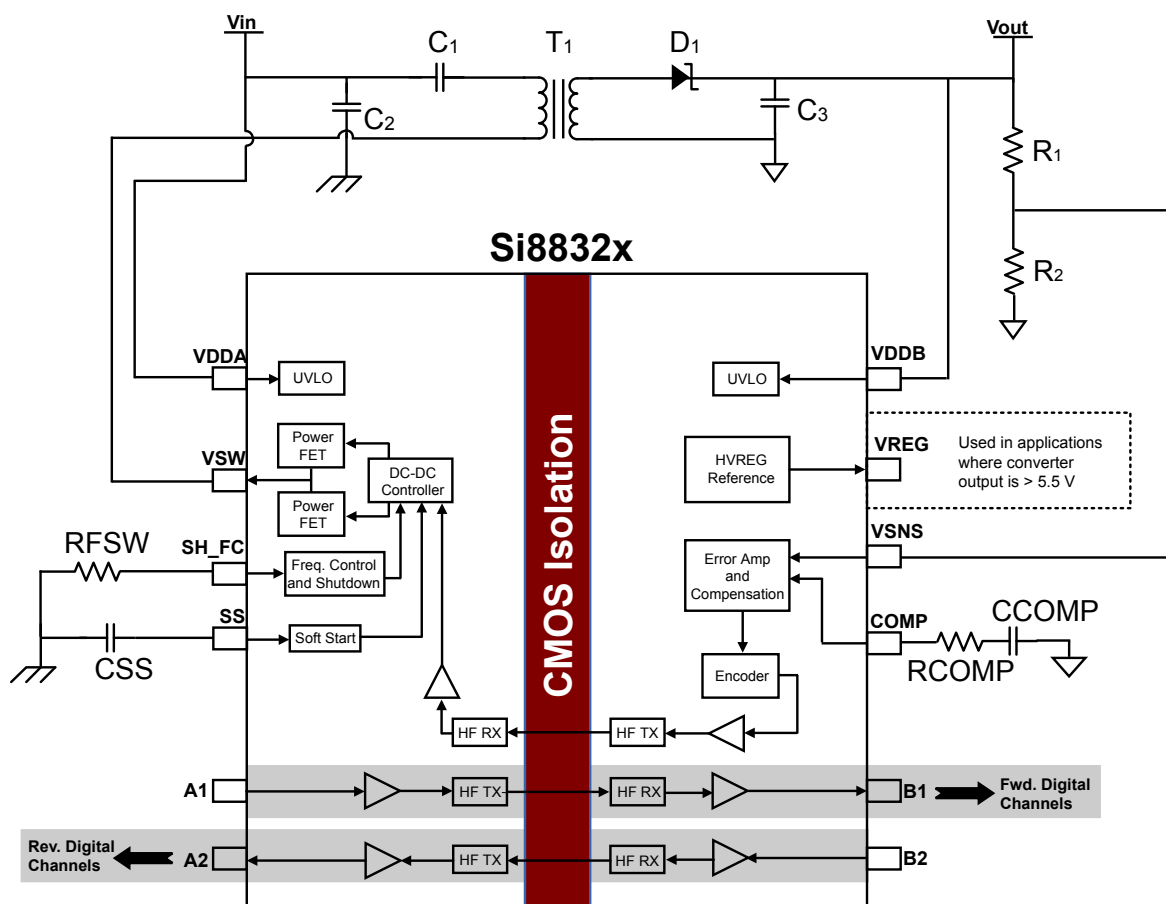 Vin
C1
T1
D1
Vout
C2
C3
R1
R2
Si8832x
VDDA
UVLO
UVLO
VDDB
VSW
Power
FET
DC-DC
Controller
Power
FET
HVREG
Reference
VREG
Used in applications
where converter
output is > 5.5 V
CMOS Isolation
RFSW
SH_FC
Freq. Control
and Shutdown
Error Amp
and
Compensation
VSNS
SS
Soft Start
CSS
COMP
CCOMP
RCOMP
Encoder
HF RX
HF TX
A1
HF TX
HF RX
B1
Fwd. Digital
Channels
Rev. Digital
Channels
A2
HF TX
HF RX
B2